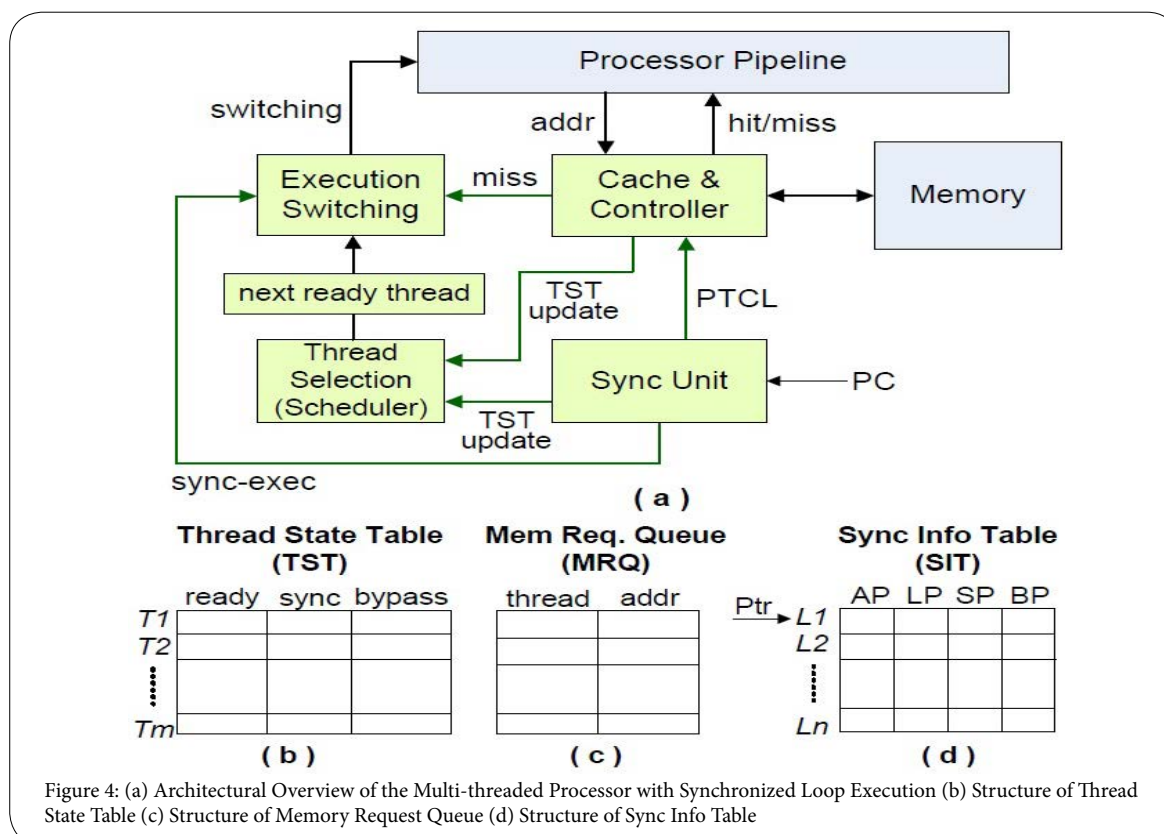 Processor Pipeline
switching
addr
hit/miss
Execution
Switching
miss
Cache &
Controller
Memory
next ready thread
TST
update
PTCL
Thread
Selection
(Scheduler)
Sync Unit
PC
TST
update
sync-exec
( a )
Thread State Table
(TST)
ready sync bypass
T1
T2
Tm
( b )
Mem Req. Queue
(MRQ)
thread addr
( c )
Sync Info Table
(SIT)
AP LP SP BP
Ptr L1
L2
Ln
( d )
Figure 4: (a) Architectural Overview of the Multi-threaded Processor with Synchronized Loop Execution (b) Structure of Thread
State Table (c) Structure of Memory Request Queue (d) Structure of Sync Info Table